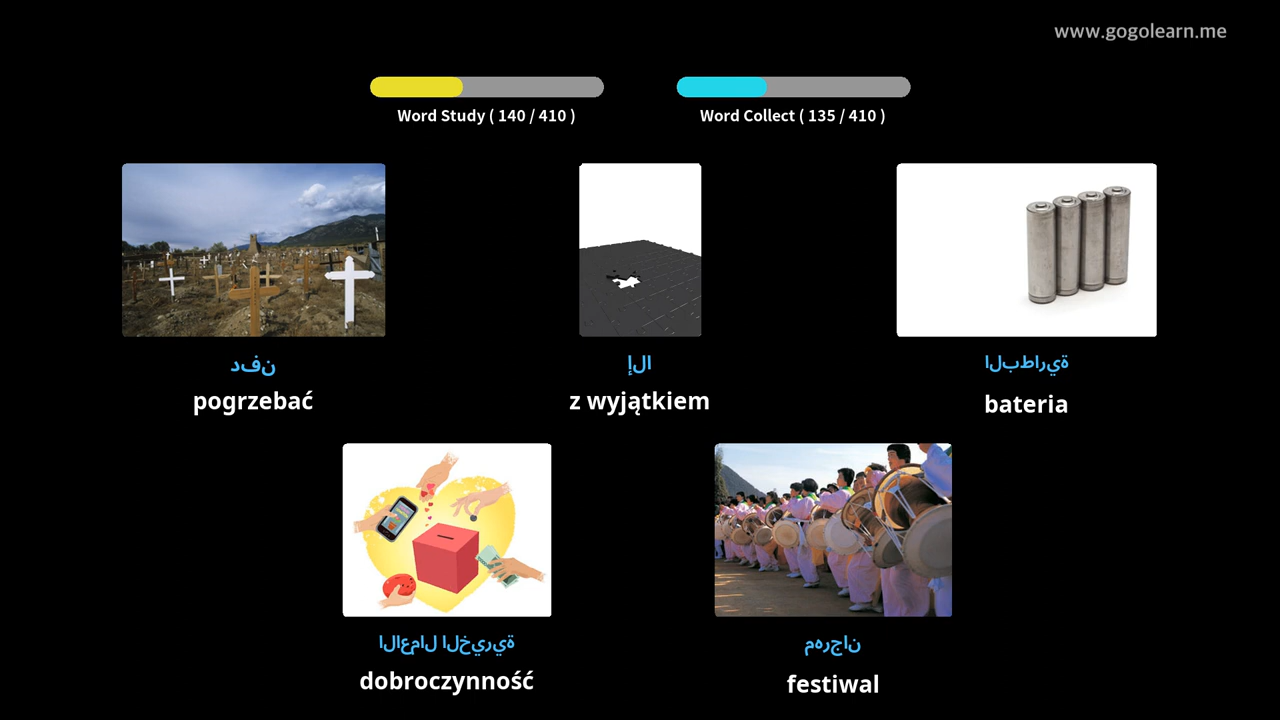 www.gogolearn.me
Word Study ( 140 / 410 )
Word Collect ( 135 / 410 )
دفن
pogrzebać
إلا
z wyjątkiem
البطارية
bateria
الاعمال الخيرية
dobroczynność
مهرجان
festiwal